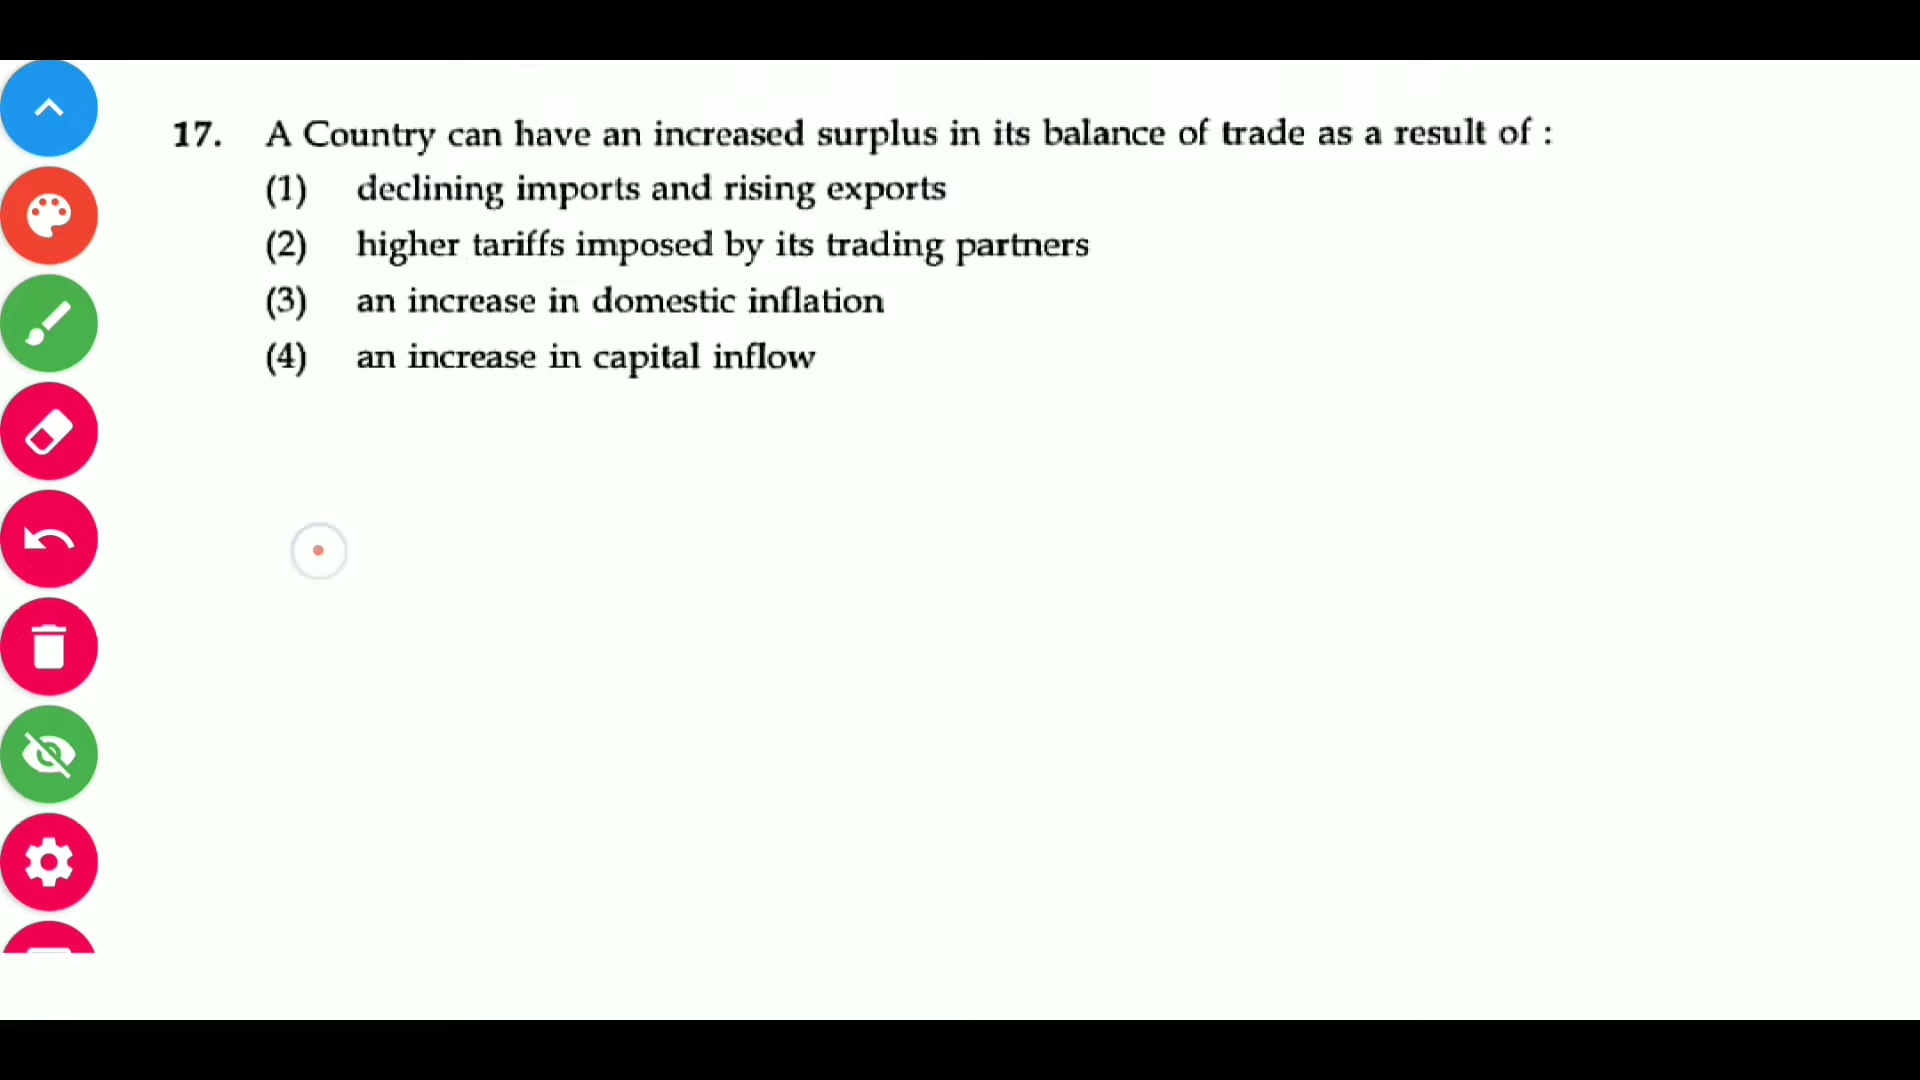 17. A Country can have an increased surplus in its balance of trade as a result of :
(1) declining imports and rising exports
(2) higher tariffs imposed by its trading partners
(3) an increase in domestic inflation
(4) an increase in capital inflow